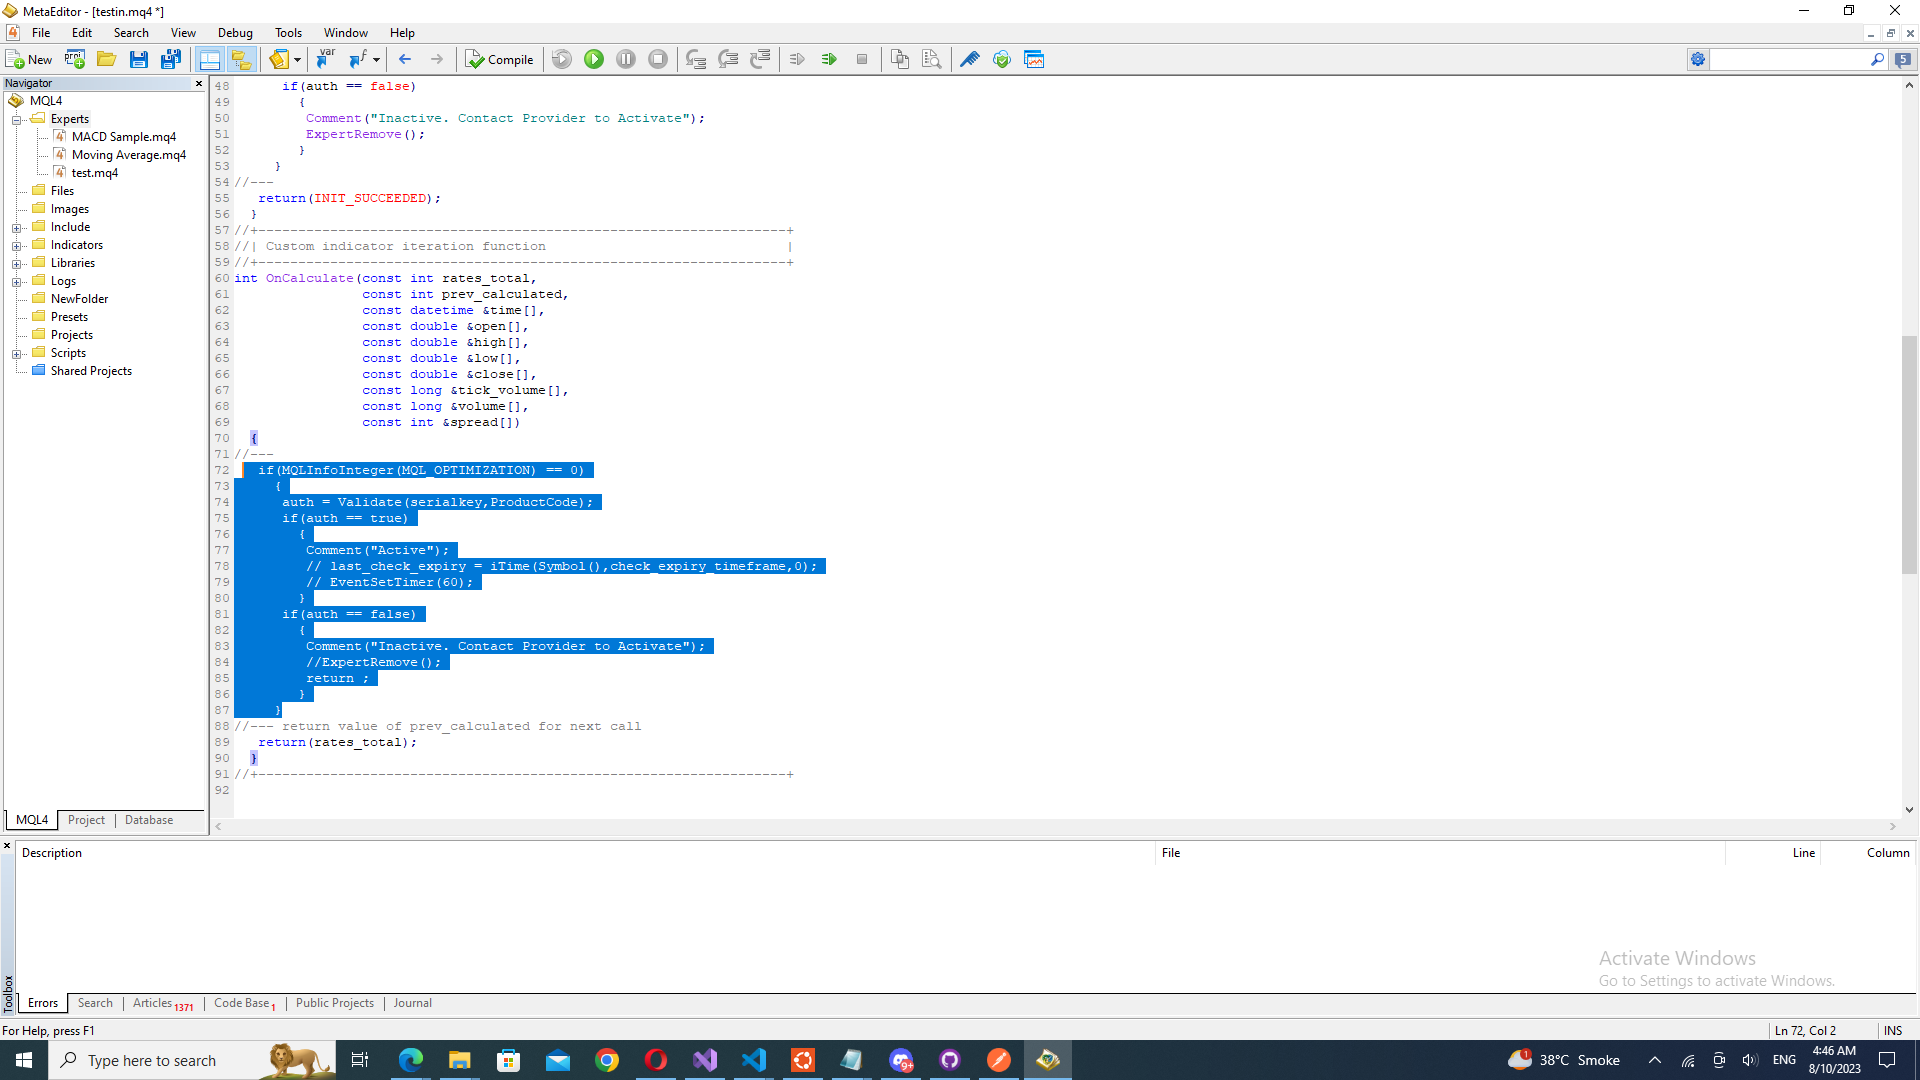 MetaEditor - [testin.mq4 *]
File Edit Search View Debug Tools Window Help
New Compile 5
Navigator
MQL4
Experts
MACD Sample.mq4
Moving Average.mq4
test.mq4
Files
Images
Include
Indicators
Libraries
Logs
NewFolder
Presets
Projects
Scripts
Shared Projects
MQL4 Project Database
48 if(auth == false)
49 {
50 Comment("Inactive. Contact Provider to Activate");
51 ExpertRemove();
52 }
53 }
54 //---
55 return(INIT_SUCCEEDED);
56 }
57 //+------------------------------------------------------------------+
58 //| Custom indicator iteration function |
59 //+------------------------------------------------------------------+
60 int OnCalculate(const int rates_total,
61 const int prev_calculated,
62 const datetime &time[],
63 const double &open[],
64 const double &high[],
65 const double &low[],
66 const double &close[],
67 const long &tick_volume[],
68 const long &volume[],
69 const int &spread[])
70 {
71 //---
72 if(MQLInfoInteger(MQL_OPTIMIZATION) == 0)
73 {
74 auth = Validate(serialkey,ProductCode);
75 if(auth == true)
76 {
77 Comment("Active");
78 // last_check_expiry = iTime(Symbol(),check_expiry_timeframe,0);
79 // EventSetTimer(60);
80 }
81 if(auth == false)
82 {
83 Comment("Inactive. Contact Provider to Activate");
84 //ExpertRemove();
85 return ;
86 }
87 }
88 //--- return value of prev_calculated for next call
89 return(rates_total);
90 }
91 //+------------------------------------------------------------------+
92
Description File Line Column
Toolbox
Activate Windows
Go to Settings to activate Windows.
Errors Search Articles 1371 Code Base 1 Public Projects Journal
For Help, press F1 Ln 72, Col 2 INS
Type here to search 9+ 1 38°C Smoke ENG 4:46 AM
8/10/2023